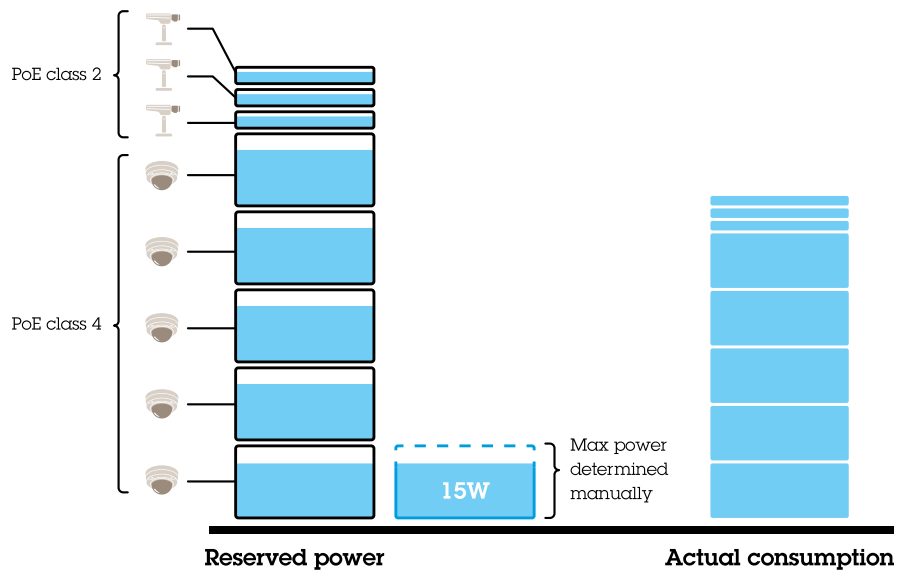 PoE class 2
PoE class 4
15W
Max power
determined
manually
Reserved power
Actual consumption